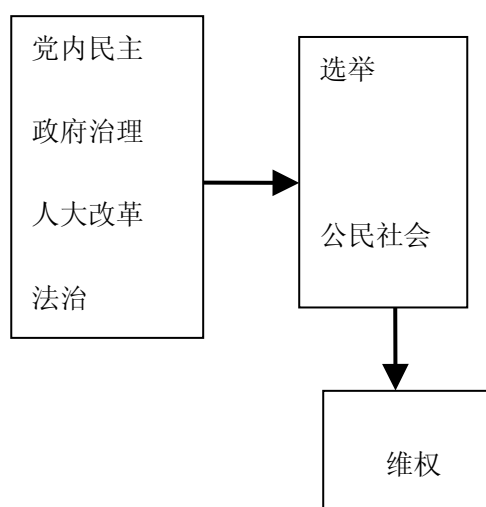 党内民主
政府治理
人大改革
法治
选举
公民社会
维权